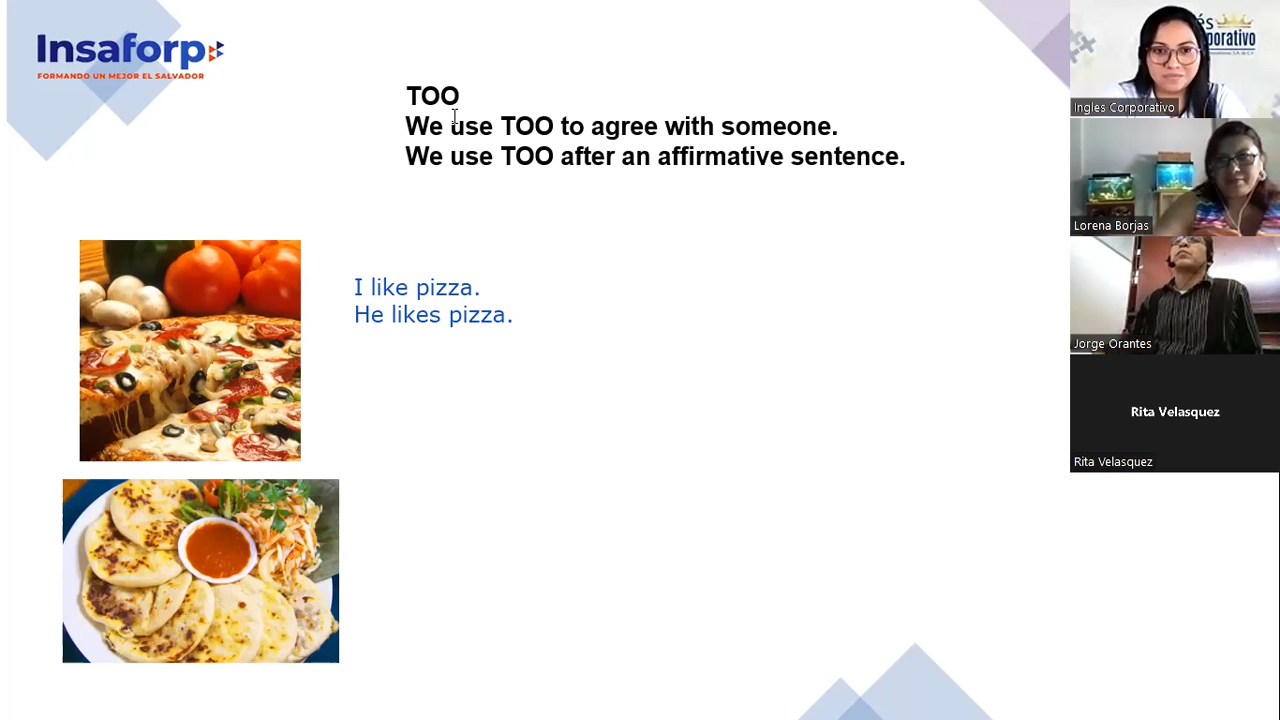 Insaforp
FORMANDO UN MEJOR EL SALVADOR
TOO
We use TOO to agree with someone.
We use TOO after an affirmative sentence.
I like pizza.
He likes pizza.
Ingles Corporativo
Lorena Borjas
Jorge Orantes
Rita Velasquez
Rita Velasquez